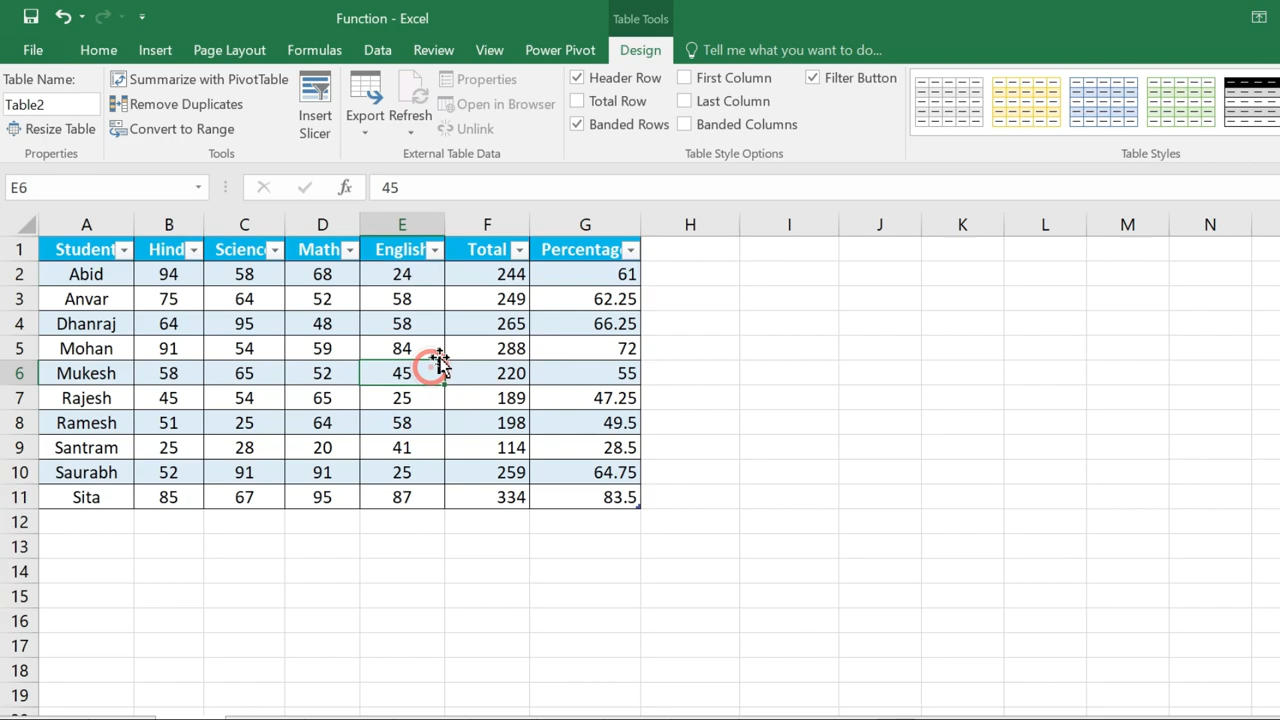 Function - Excel
Table Tools
File Home Insert Page Layout Formulas Data Review View Power Pivot Design Tell me what you want to do...
Table Name:
Table2
Resize Table
Properties
Summarize with PivotTable
Remove Duplicates
Convert to Range
Tools
Insert
Slicer
Export Refresh
Properties
Open in Browser
Unlink
External Table Data
Header Row First Column Filter Button
Total Row Last Column
Banded Rows Banded Columns
Table Style Options
Table Styles
E6 fx 45
A B C D E F G H I J K L M N
1 Student Hind Scienc Math English Total Percentag
2 Abid 94 58 68 24 244 61
3 Anvar 75 64 52 58 249 62.25
4 Dhanraj 64 95 48 58 265 66.25
5 Mohan 91 54 59 84 288 72
6 Mukesh 58 65 52 45 220 55
7 Rajesh 45 54 65 25 189 47.25
8 Ramesh 51 25 64 58 198 49.5
9 Santram 25 28 20 41 114 28.5
10 Saurabh 52 91 91 25 259 64.75
11 Sita 85 67 95 87 334 83.5
12
13
14
15
16
17
18
19